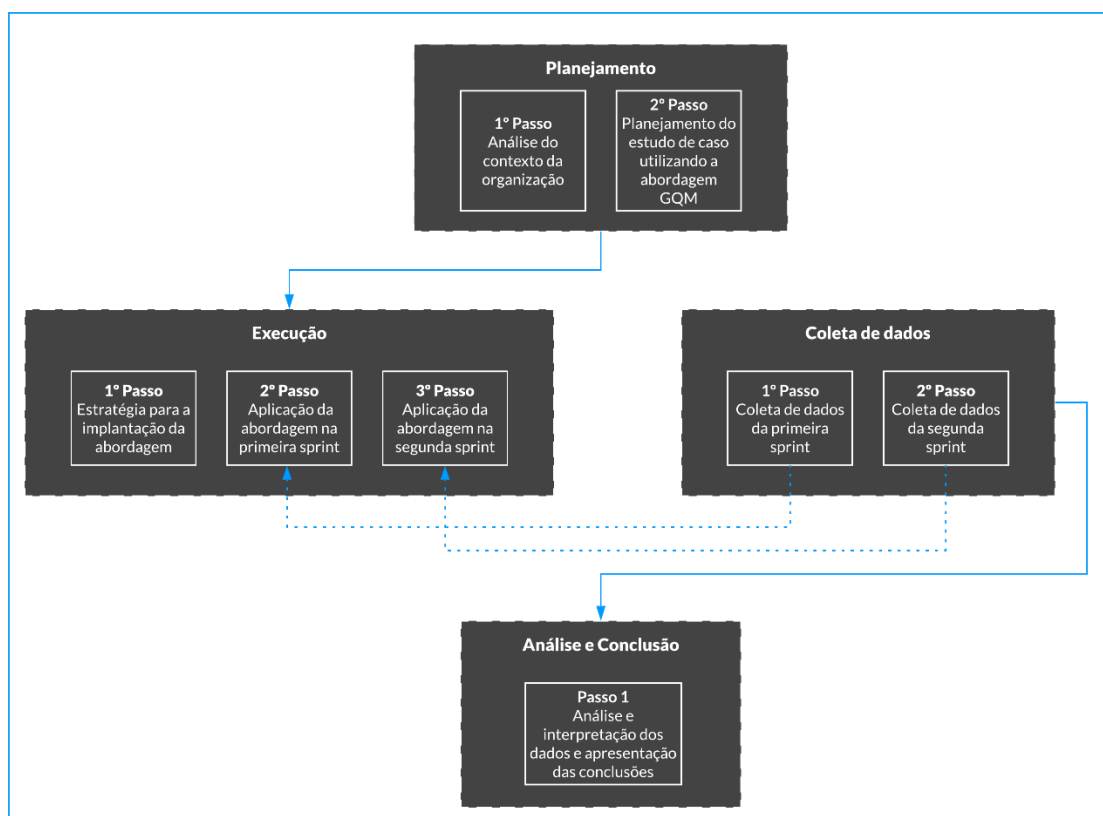 Planejamento
1º Passo
Análise do
contexto da
organização
2º Passo
Planejamento do
estudo de caso
utilizando a
abordagem
GQM
Execução
1º Passo
Estratégia para a
implantação da
abordagem
2º Passo
Aplicação da
abordagem na
primeira sprint
3º Passo
Aplicação da
abordagem na
segunda sprint
Coleta de dados
1º Passo
Coleta de dados
da primeira
sprint
2º Passo
Coleta de dados
da segunda
sprint
Análise e Conclusão
Passo 1
Análise e
interpretação dos
dados e apresentação
das conclusões